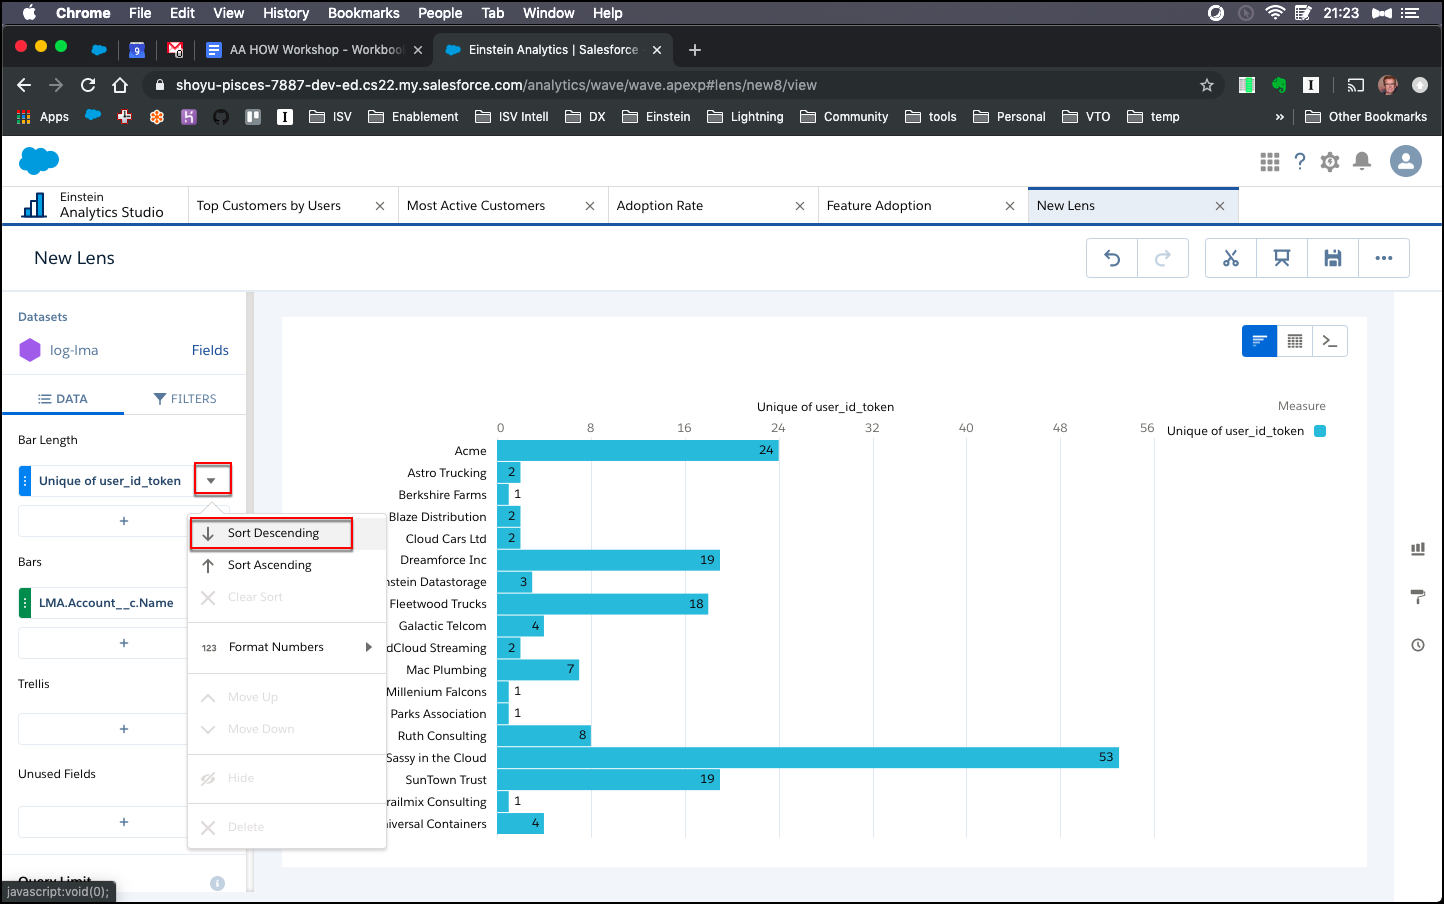 Chrome File Edit View History Bookmarks People Tab Window Help 21:23
9 0 AA HOW Workshop - Workboo Einstein Analytics | Salesforce
shoyu-pisces-7887-dev-ed.cs22.my.salesforce.com/analytics/wave/wave.apexp#lens/new8/view
Apps ISV Enablement ISV Intell DX Einstein Lightning Community tools Personal VTO temp » Other Bookmarks
Einstein
Analytics Studio
Top Customers by Users
Most Active Customers
Adoption Rate
Feature Adoption
New Lens
New Lens
Datasets
log-lma Fields
DATA FILTERS
Bar Length
Unique of user_id_token
+
Sort Descending
Sort Ascending
Clear Sort
123 Format Numbers
Move Up
Move Down
Hide
Delete
Bars
LMA.Account__c.Name
+
Trellis
+
Unused Fields
+
Query Limit
javascript:void(0);
Unique of user_id_token
0 8 16 24 32 40 48 56
Measure
Unique of user_id_token
Acme 24
Astro Trucking 2
Berkshire Farms 1
Blaze Distribution 2
Cloud Cars Ltd 2
Dreamforce Inc 19
nstein Datastorage 3
Fleetwood Trucks 18
Galactic Telcom 4
dCloud Streaming 2
Mac Plumbing 7
Millenium Falcons 1
Parks Association 1
Ruth Consulting 8
Sassy in the Cloud 53
SunTown Trust 19
railmix Consulting 1
iversal Containers 4